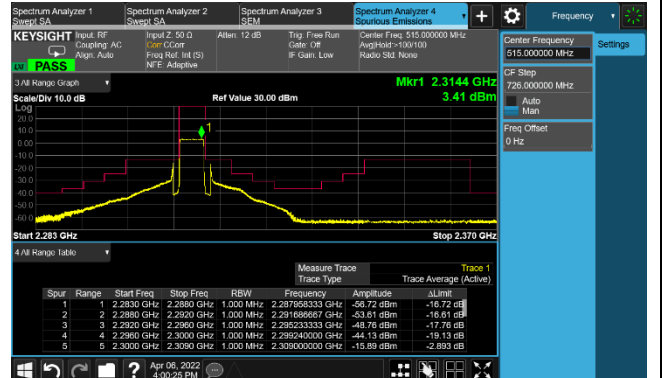 Spectrum Analyzer 1
Swept SA
Spectrum Analyzer 2
Swept SA
Spectrum Analyzer 3
SEM
Spectrum Analyzer 4
Spurious Emissions
Frequency
KEYSIGHT
Input: RF
Coupling: AC
Align: Auto
Input Z: 50 Ω
Corr CCorr
Freq Ref: Int (S)
NFE: Adaptive
Atten: 12 dB
Trig: Free Run
Gate: Off
IF Gain: Low
Center Freq: 515.000000 MHz
Avg|Hold:>100/100
Radio Std: None
PASS
Center Frequency
515.000000 MHz
Settings
CF Step
726.000000 MHz
Auto
Man
Freq Offset
0 Hz
3 All Range Graph
Mkr1 2.3144 GHz
Scale/Div 10.0 dB
Ref Value 30.00 dBm
3.41 dBm
Log
20.0
10.0
0.00
-10.0
-20.0
-30.0
-40.0
-50.0
-60.0
1
Start 2.283 GHz
Stop 2.370 GHz
4 All Range Table
Measure Trace Trace 1
Trace Type Trace Average (Active)
Spur Range Start Freq Stop Freq RBW Frequency Amplitude ΔLimit
1 1 2.2830 GHz 2.2880 GHz 1.000 MHz 2.287958333 GHz -56.72 dBm -16.72 dB
2 2 2.2880 GHz 2.2920 GHz 1.000 MHz 2.291686667 GHz -53.61 dBm -16.61 dB
3 3 2.2920 GHz 2.2960 GHz 1.000 MHz 2.295233333 GHz -48.76 dBm -17.76 dB
4 4 2.2960 GHz 2.3000 GHz 1.000 MHz 2.299240000 GHz -44.13 dBm -19.13 dB
5 5 2.3000 GHz 2.3090 GHz 1.000 MHz 2.309000000 GHz -15.89 dBm -2.893 dB
Apr 06, 2022
4:00:25 PM